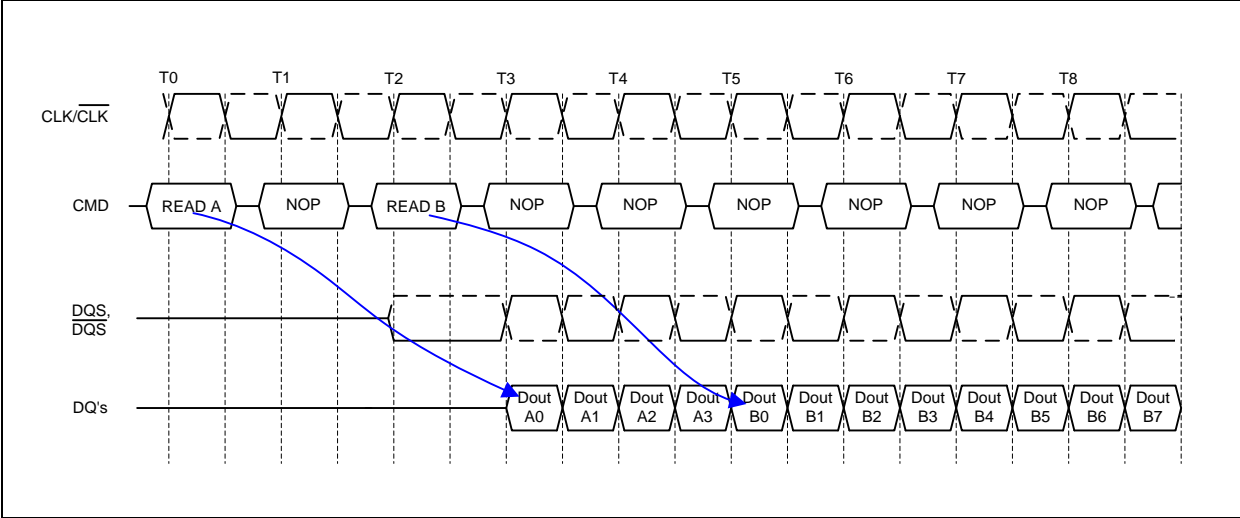 T0 T1 T2 T3 T4 T5 T6 T7 T8
CLK/CLK
CMD READ A NOP READ B NOP NOP NOP NOP NOP NOP
DQS,
DQS
DQ's
Dout Dout Dout Dout Dout Dout Dout Dout Dout Dout Dout Dout
A0 A1 A2 A3 B0 B1 B2 B3 B4 B5 B6 B7